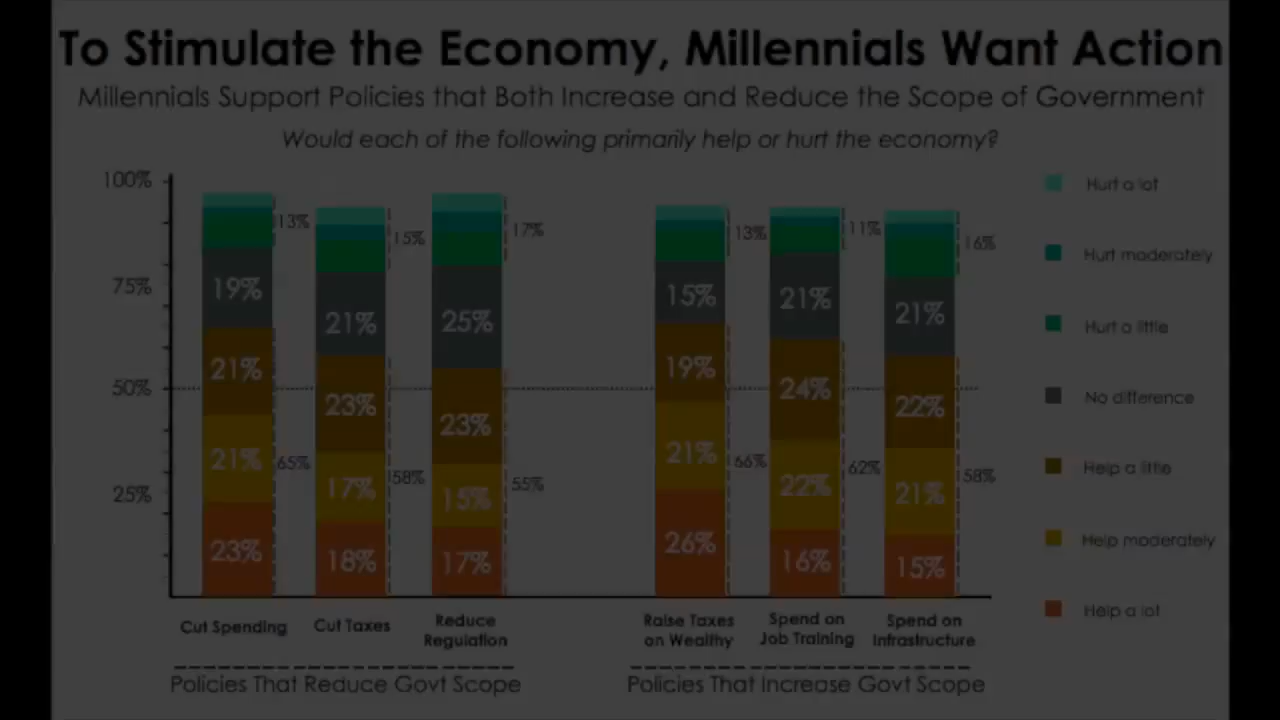 To Stimulate the Economy, Millennials Want Action
Millennials Support Policies that Both Increase and Reduce the Scope of Government
Would each of the following primarily help or hurt the economy?
100%
75%
50%
25%
13%
19%
21%
21%
65%
23%
Cut Spending
15%
21%
23%
17%
58%
18%
Cut Taxes
17%
25%
23%
15%
55%
17%
Reduce
Regulation
Policies That Reduce Govt Scope
13%
15%
19%
21%
66%
26%
Raise Taxes
on Wealthy
11%
21%
24%
22%
62%
16%
Spend on
Job Training
16%
21%
22%
21%
58%
15%
Spend on
Infrastructure
Policies That Increase Govt Scope
Hurt a lot
Hurt moderately
Hurt a little
No difference
Help a little
Help moderately
Help a lot